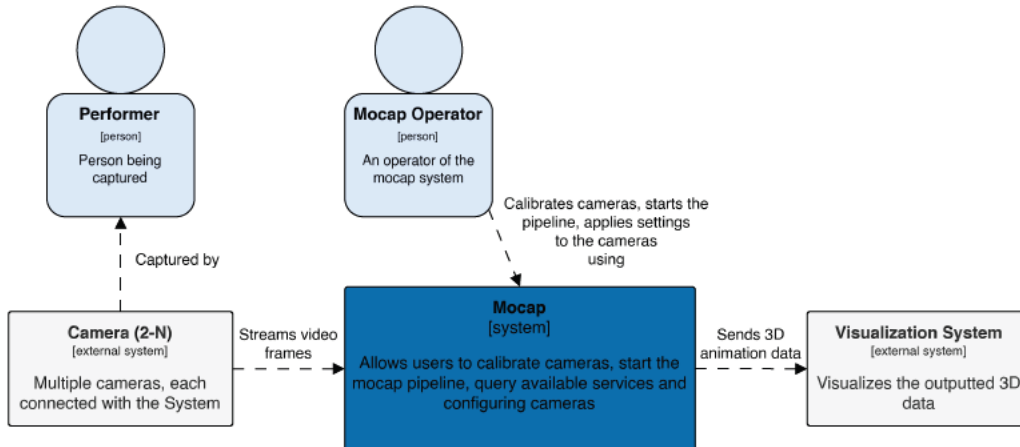 Performer
[person]
Person being
captured
Mocap Operator
[person]
An operator of the
mocap system
Calibrates cameras, starts the
pipeline, applies settings
to the cameras
using
Captured by
Camera (2-N)
[external system]
Multiple cameras, each
connected with the System
Streams video
frames
Mocap
[system]
Allows users to calibrate cameras, start the
mocap pipeline, query available services and
configuring cameras
Sends 3D
animation data
Visualization System
[external system]
Visualizes the outputted 3D
data